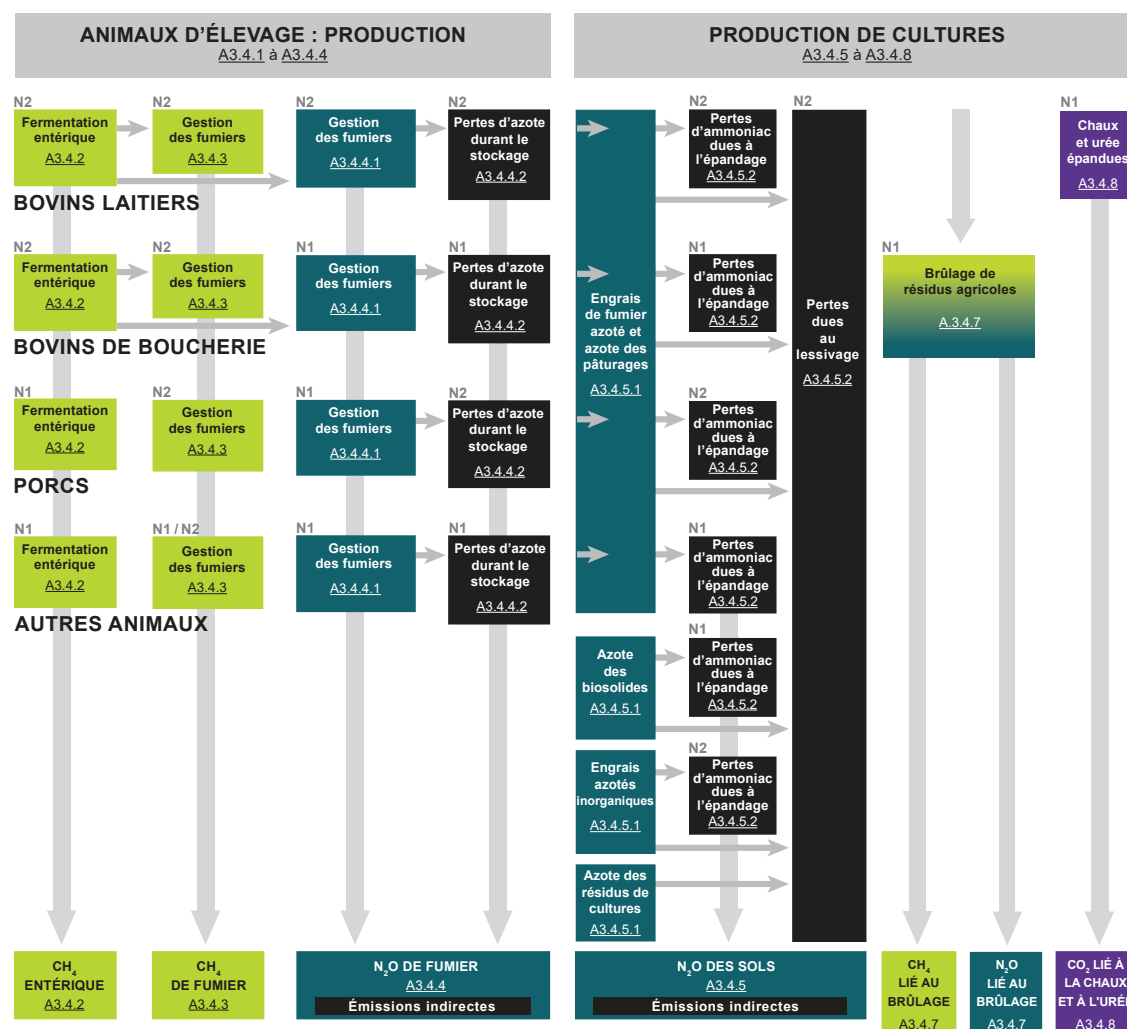 ANIMAUX D'ÉLEVAGE : PRODUCTION
A3.4.1 à A3.4.4
PRODUCTION DE CULTURES
A3.4.5 à A3.4.8
N2
Fermentation
entérique
A3.4.2
N2
Gestion
des fumiers
A3.4.3
N2
Gestion
des fumiers
A3.4.4.1
N2
Pertes d'azote
durant le
stockage
A3.4.4.2
BOVINS LAITIERS
N2
Fermentation
entérique
A3.4.2
N2
Gestion
des fumiers
A3.4.3
N1
Gestion
des fumiers
A3.4.4.1
N1
Pertes d'azote
durant le
stockage
A3.4.4.2
BOVINS DE BOUCHERIE
N1
Fermentation
entérique
A3.4.2
N2
Gestion
des fumiers
A3.4.3
N1
Gestion
des fumiers
A3.4.4.1
N2
Pertes d'azote
durant le
stockage
A3.4.4.2
PORCS
N1
Fermentation
entérique
A3.4.2
N1 / N2
Gestion
des fumiers
A3.4.3
N1
Gestion
des fumiers
A3.4.4.1
N1
Pertes d'azote
durant le
stockage
A3.4.4.2
AUTRES ANIMAUX
Engrais
de fumier
azoté et
azote des
pâturages
A3.4.5.1
N2
Pertes
d'ammoniac
dues à
l'épandage
A3.4.5.2
N1
Pertes
d'ammoniac
dues à
l'épandage
A3.4.5.2
N2
Pertes
d'ammoniac
dues à
l'épandage
A3.4.5.2
N1
Pertes
d'ammoniac
dues à
l'épandage
A3.4.5.2
Azote
des
biosolides
A3.4.5.1
N1
Pertes
d'ammoniac
dues à
l'épandage
A3.4.5.2
Engrais
azotés
inorganiques
A3.4.5.1
N2
Pertes
d'ammoniac
dues à
l'épandage
A3.4.5.2
Azote des
résidus de
cultures
A3.4.5.1
N2
Pertes
dues
au
lessivage
A3.4.5.2
N1
Brûlage de
résidus agricoles
A.3.4.7
N1
Chaux
et urée
épandues
A3.4.8
CH₄
ENTÉRIQUE
A3.4.2
CH₄
DE FUMIER
A3.4.3
N₂O DE FUMIER
A3.4.4
Émissions indirectes
N₂O DES SOLS
A3.4.5
Émissions indirectes
CH₄
LIÉ AU
BRÛLAGE
A3.4.7
N₂O
LIÉ AU
BRÛLAGE
A3.4.7
CO₂ LIÉ À
LA CHAUX
ET À L'URÉE
A3.4.8